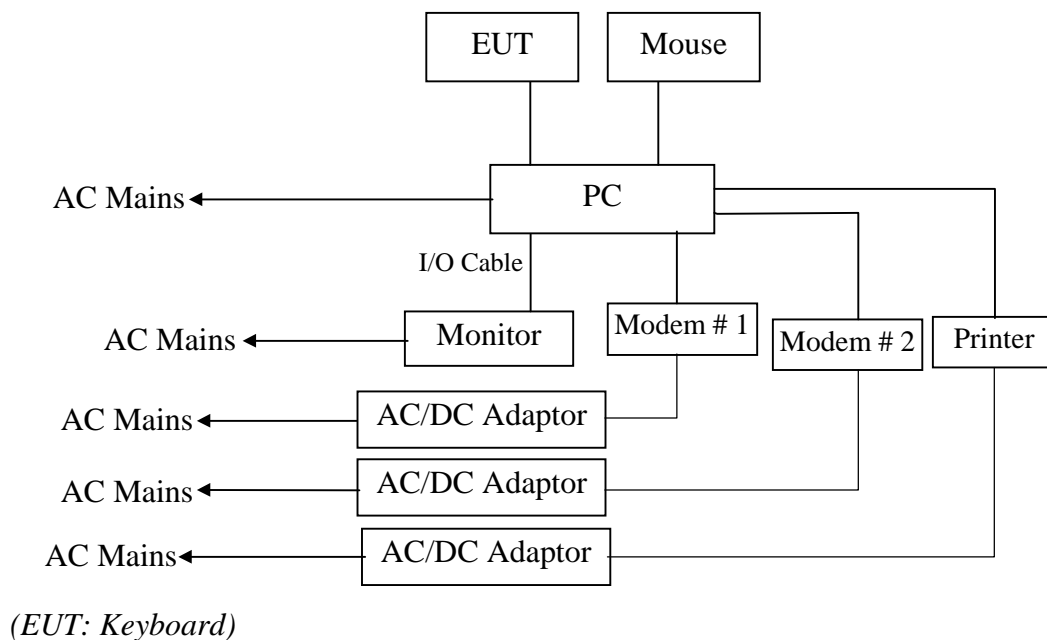 EUT
Mouse
AC Mains
PC
I/O Cable
AC Mains
Monitor
Modem # 1
Modem # 2
Printer
AC Mains
AC/DC Adaptor
AC Mains
AC/DC Adaptor
AC Mains
AC/DC Adaptor
(EUT: Keyboard)